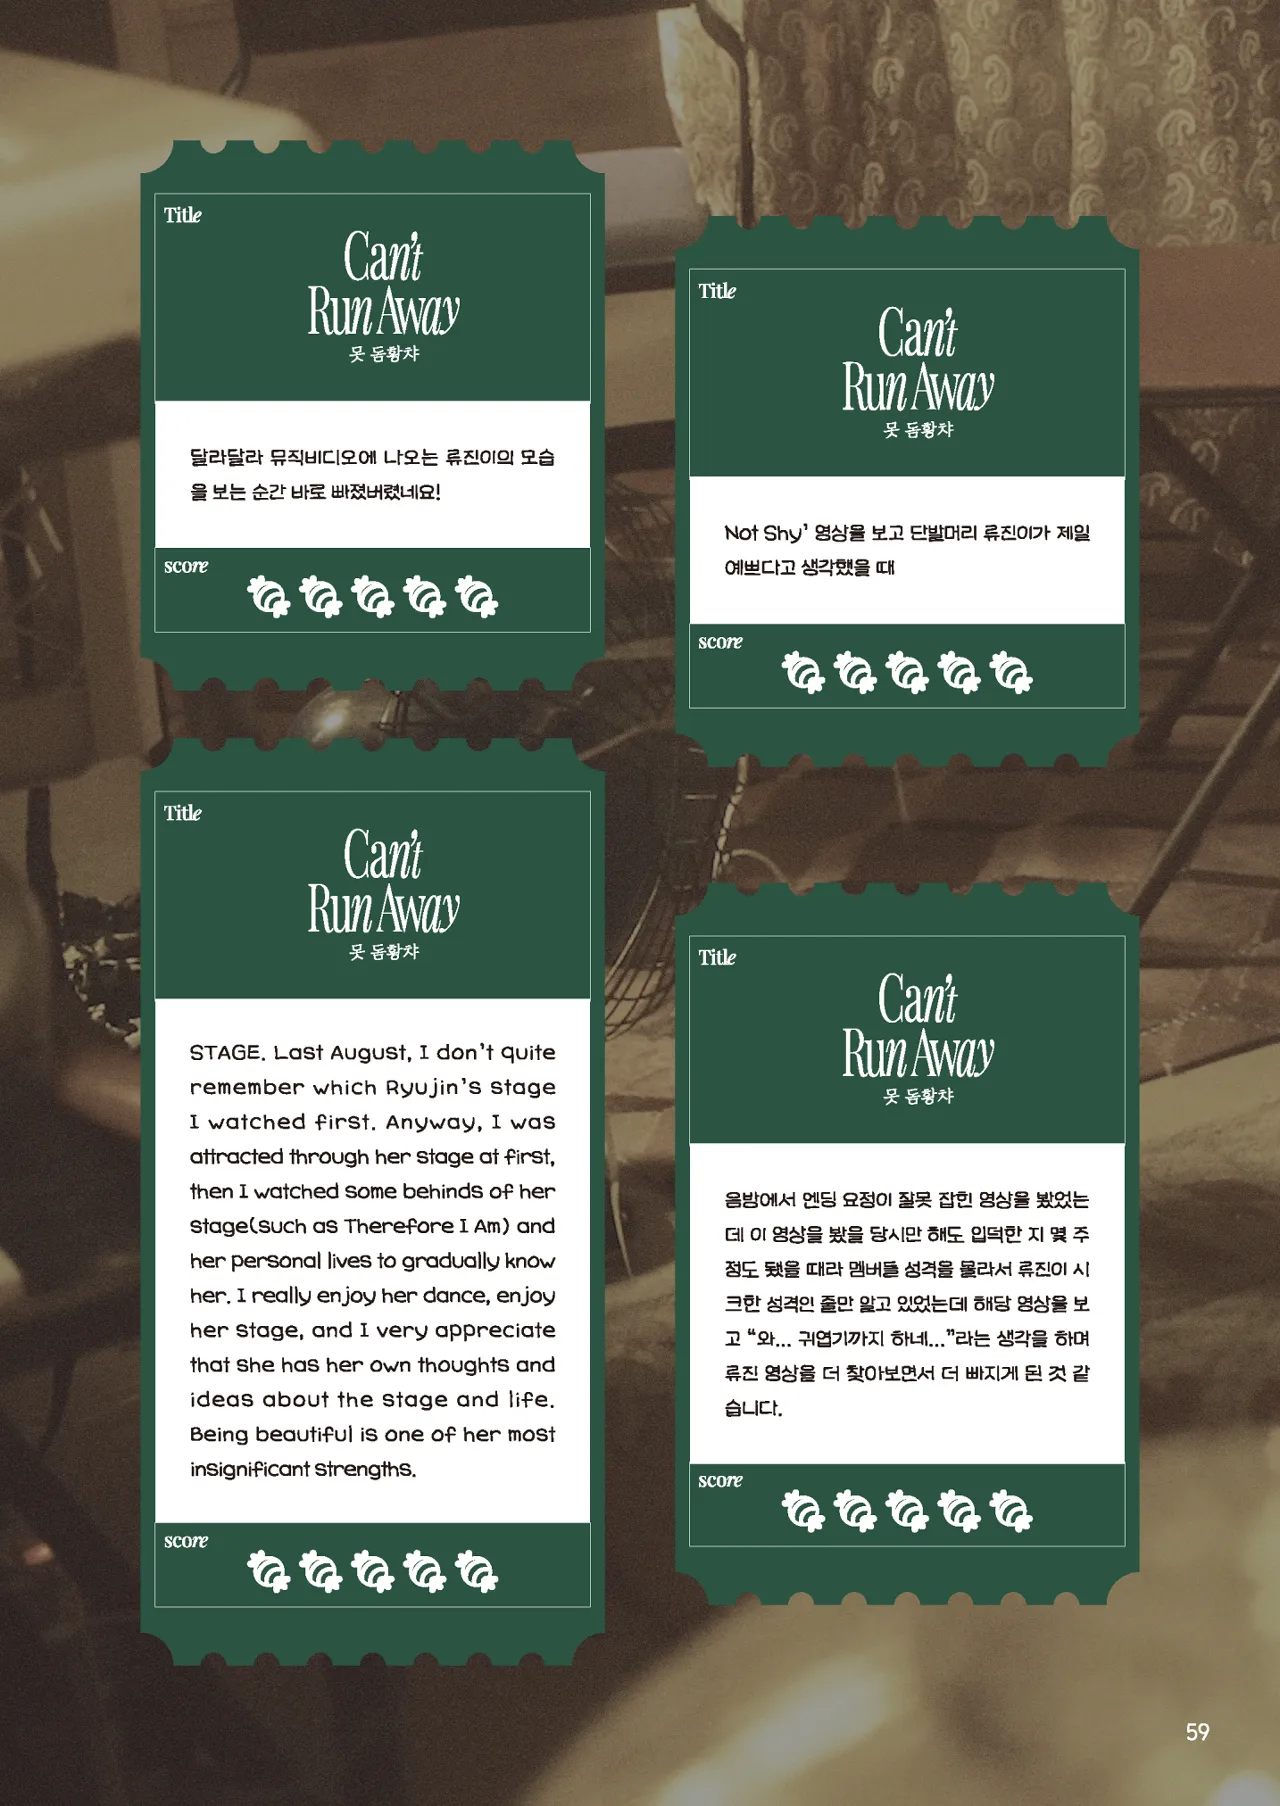 Title
Can't
Run Away
못 돔황챠
달라달라 뮤직비디오에 나오는 류진이의 모습
을 보는 순간 바로 빠졌버렸네요!
score
Title
Can't
Run Away
못 돔황챠
Not Shy' 영상을 보고 단발머리 류진이가 제일
예쁘다고 생각했을 때
score
Title
Can't
Run Away
못 돔황챠
STAGE. Last August, I don't quite
remember which Ryujin's stage
I watched first. Anyway, I was
attracted through her stage at first,
then I watched some behinds of her
stage(such as Therefore I Am) and
her personal lives to gradually know
her. I really enjoy her dance, enjoy
her stage, and I very appreciate
that she has her own thoughts and
ideas about the stage and life.
Being beautiful is one of her most
insignificant strengths.
score
Title
Can't
Run Away
못 돔황챠
음방에서 엔딩 요정이 잘못 잡힌 영상을 봤었는
데 이 영상을 봤을 당시만 해도 입덕한 지 몇 주
정도 됐을 때라 멤버들 성격을 몰라서 류진이 시
크한 성격인 줄만 알고 있었는데 해당 영상을 보
고 “와... 귀엽기까지 하네...”라는 생각을 하며
류진 영상을 더 찾아보면서 더 빠지게 된 것 같
습니다.
score
59